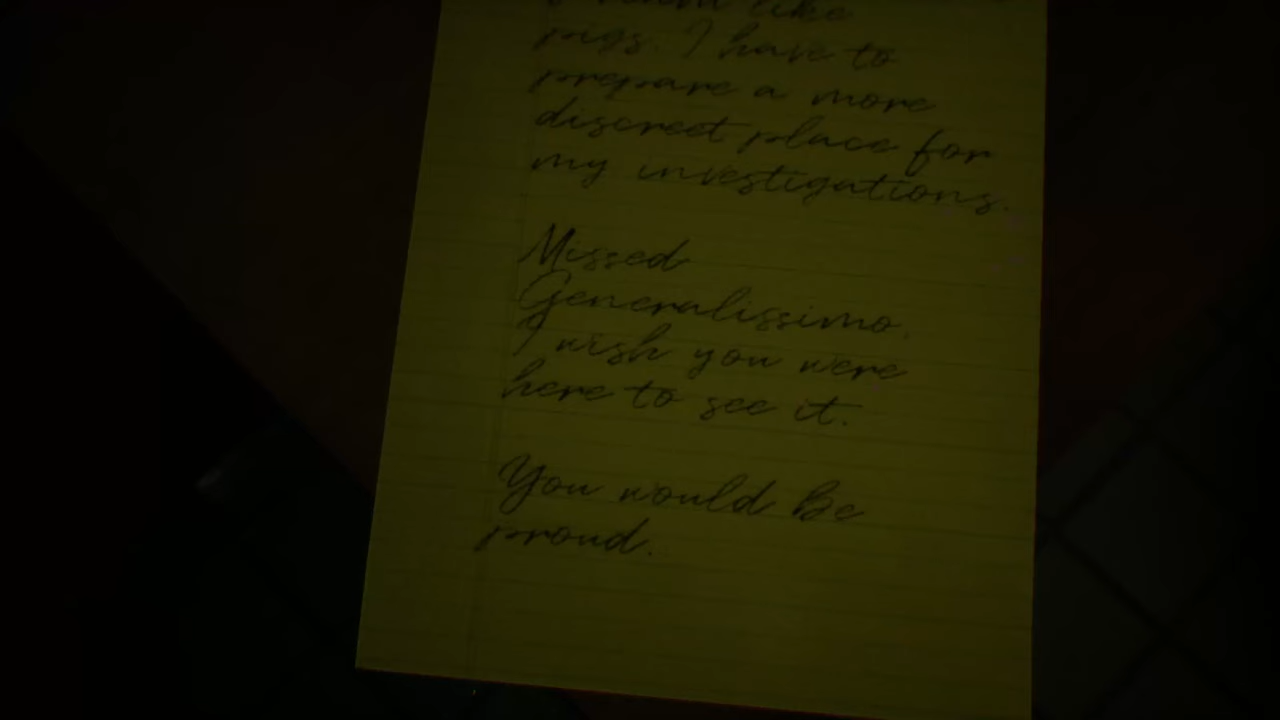 like
pigs. I have to
prepare a more
discreet place for
my investigations.
Missed
Generalissimo.
I wish you were
here to see it.
You would be
proud.